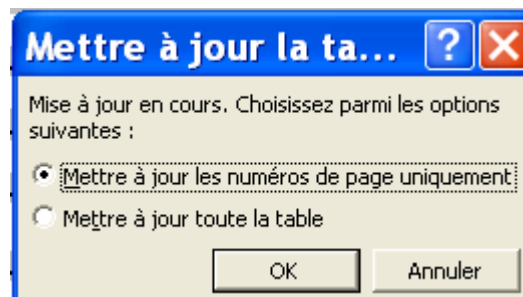 Mettre à jour la ta... ?
Mise à jour en cours. Choisissez parmi les options
suivantes :
Mettre à jour les numéros de page uniquement
Mettre à jour toute la table
OK Annuler